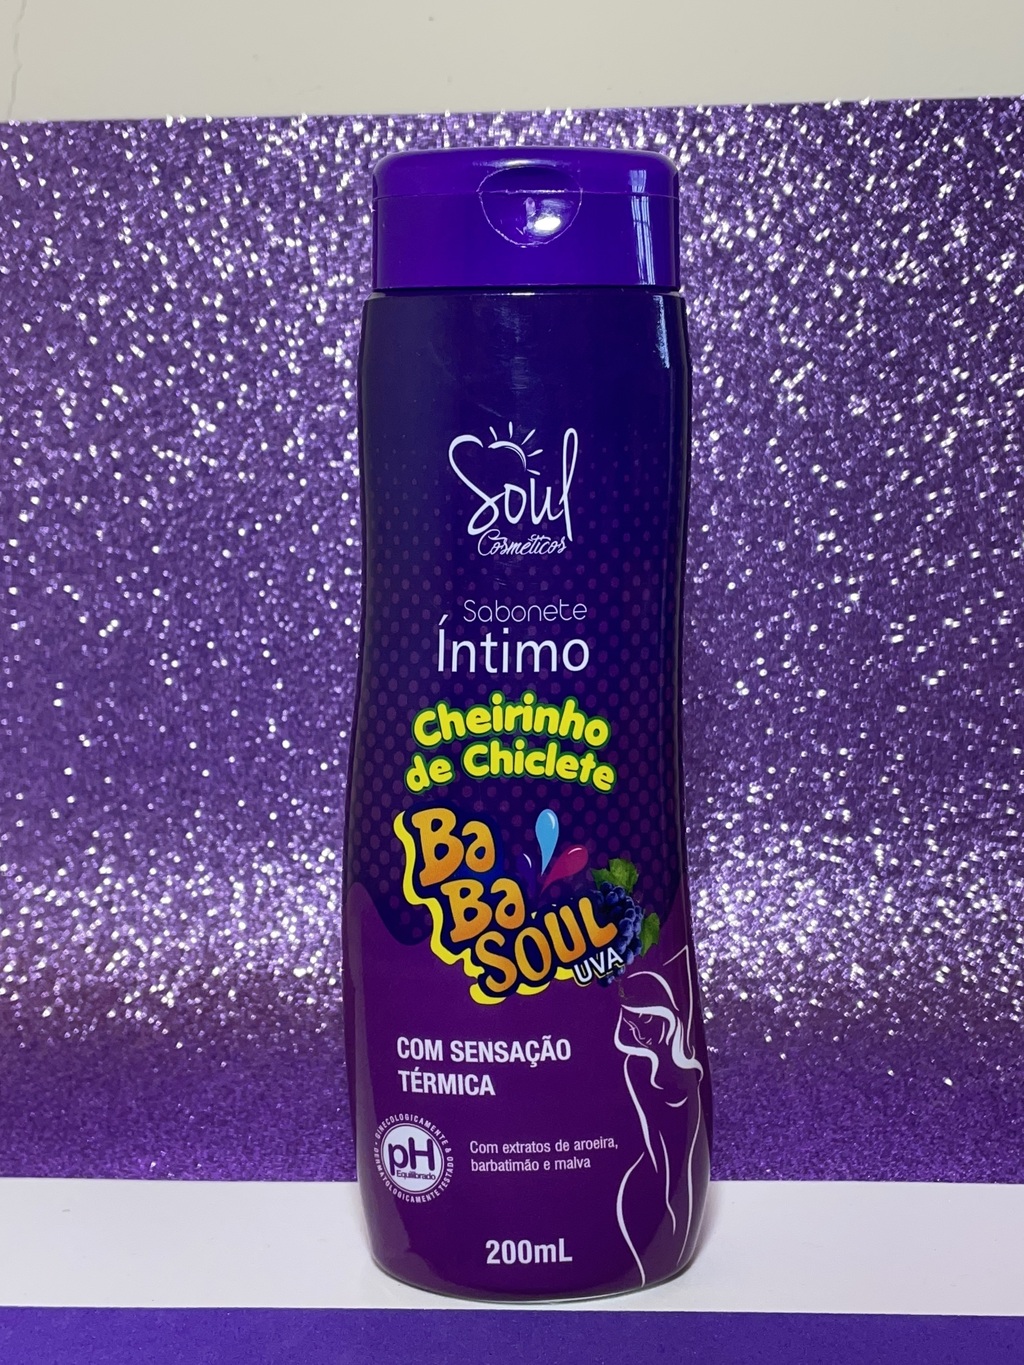 Soul
Cosméticos
Sabonete
Íntimo
Cheirinho
de Chiclete
Ba
Ba
SOUL
UVA
COM SENSAÇÃO
TÉRMICA
GINECOLOGICAMENTE &
DERMATOLOGICAMENTE TESTADO
pH
Equilibrado
Com extratos de aroeira,
barbatimão e malva
200mL